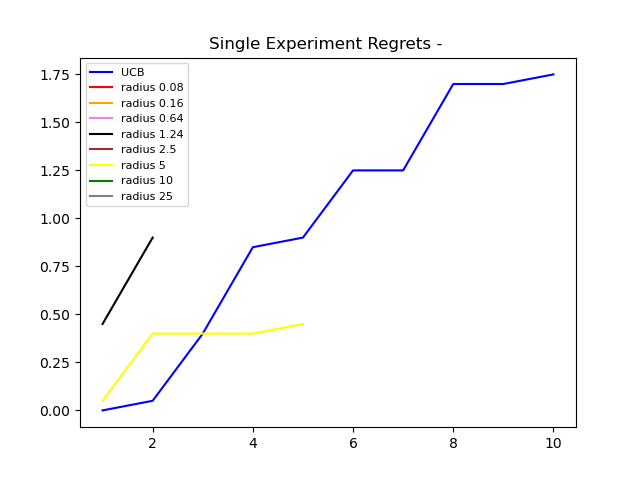 Single Experiment Regrets -
UCB
radius 0.08
radius 0.16
radius 0.64
radius 1.24
radius 2.5
radius 5
radius 10
radius 25
1.75
1.50
1.25
1.00
0.75
0.50
0.25
0.00
2 4 6 8 10